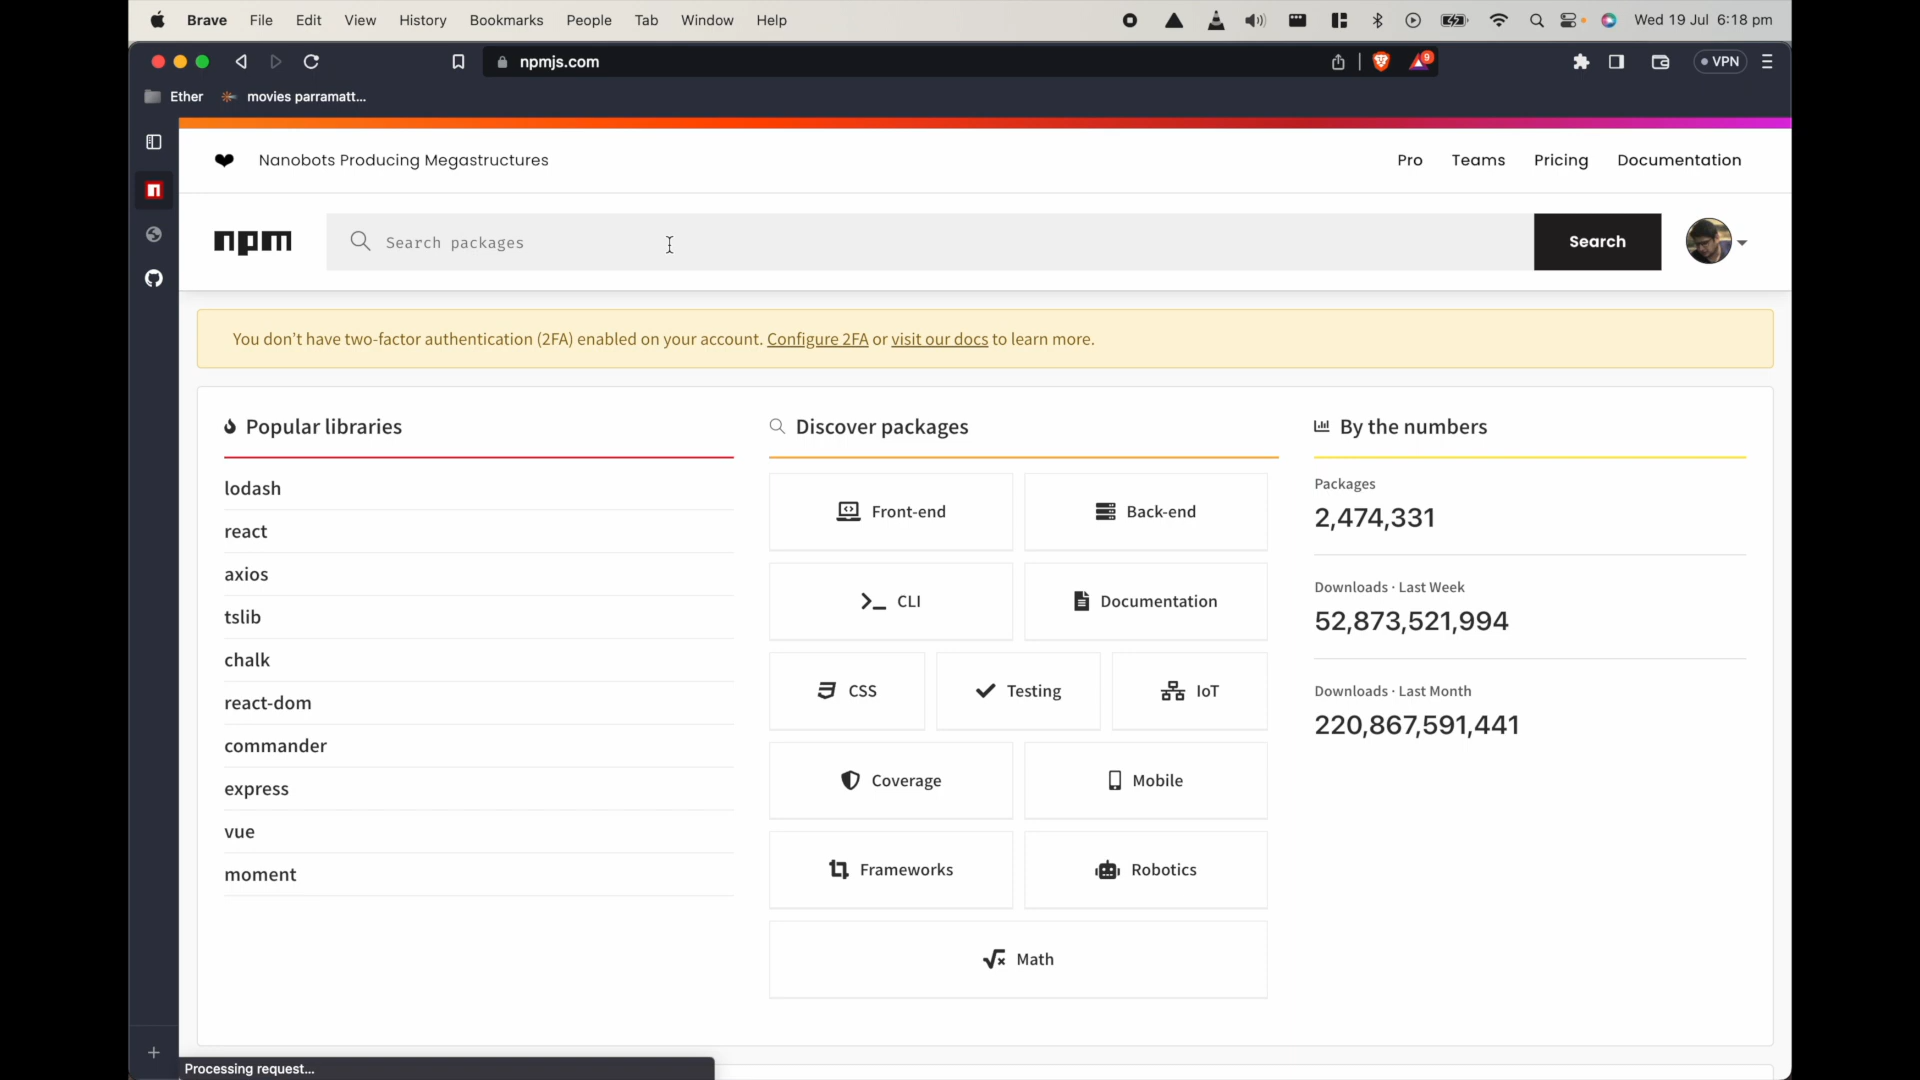 Brave File Edit View History Bookmarks People Tab Window Help Wed 19 Jul 6:18 pm
npmjs.com 9 VPN
Ether movies parramatt...
Nanobots Producing Megastructures Pro Teams Pricing Documentation
npm Search packages Search
You don't have two-factor authentication (2FA) enabled on your account. Configure 2FA or visit our docs to learn more.
Popular libraries
lodash
react
axios
tslib
chalk
react-dom
commander
express
vue
moment
Discover packages
Front-end Back-end
CLI Documentation
CSS Testing IoT
Coverage Mobile
Frameworks Robotics
Math
By the numbers
Packages
2,474,331
Downloads · Last Week
52,873,521,994
Downloads · Last Month
220,867,591,441
Processing request...